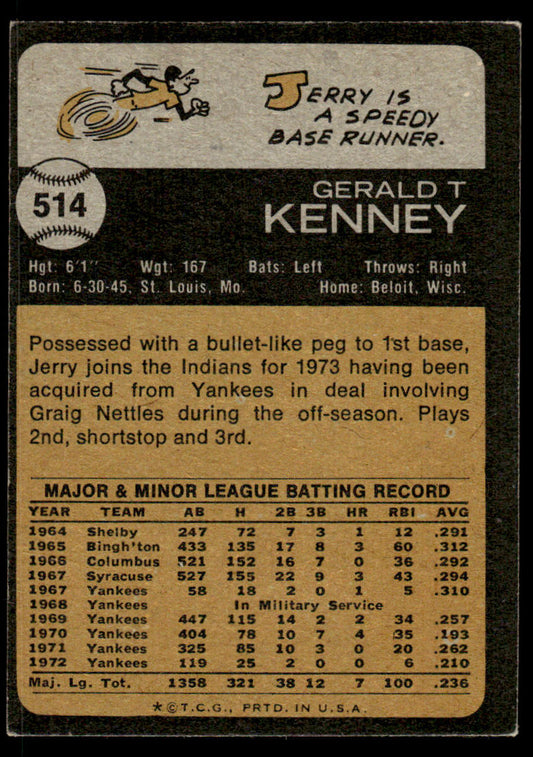 JERRY IS
A SPEEDY
BASE RUNNER.
514
GERALD T
KENNEY
Hgt: 6'1" Wgt: 167 Bats: Left Throws: Right
Born: 6-30-45, St. Louis, Mo. Home: Beloit, Wisc.
Possessed with a bullet-like peg to 1st base,
Jerry joins the Indians for 1973 having been
acquired from Yankees in deal involving
Graig Nettles during the off-season. Plays
2nd, shortstop and 3rd.
MAJOR & MINOR LEAGUE BATTING RECORD
YEAR TEAM AB H 2B 3B HR RBI AVG
1964 Shelby 247 72 7 3 1 12 .291
1965 Bingh'ton 433 135 17 8 3 60 .312
1966 Columbus 521 152 16 7 0 36 .292
1967 Syracuse 527 155 22 9 3 43 .294
1967 Yankees 58 18 2 0 1 5 .310
1968 Yankees In Military Service
1969 Yankees 447 115 14 2 2 34 .257
1970 Yankees 404 78 10 7 4 35 .193
1971 Yankees 325 85 10 3 0 20 .262
1972 Yankees 119 25 2 0 0 6 .210
Maj. Lg. Tot. 1358 321 38 12 7 100 .236
*©T.C.G., PRTD. IN U.S.A.